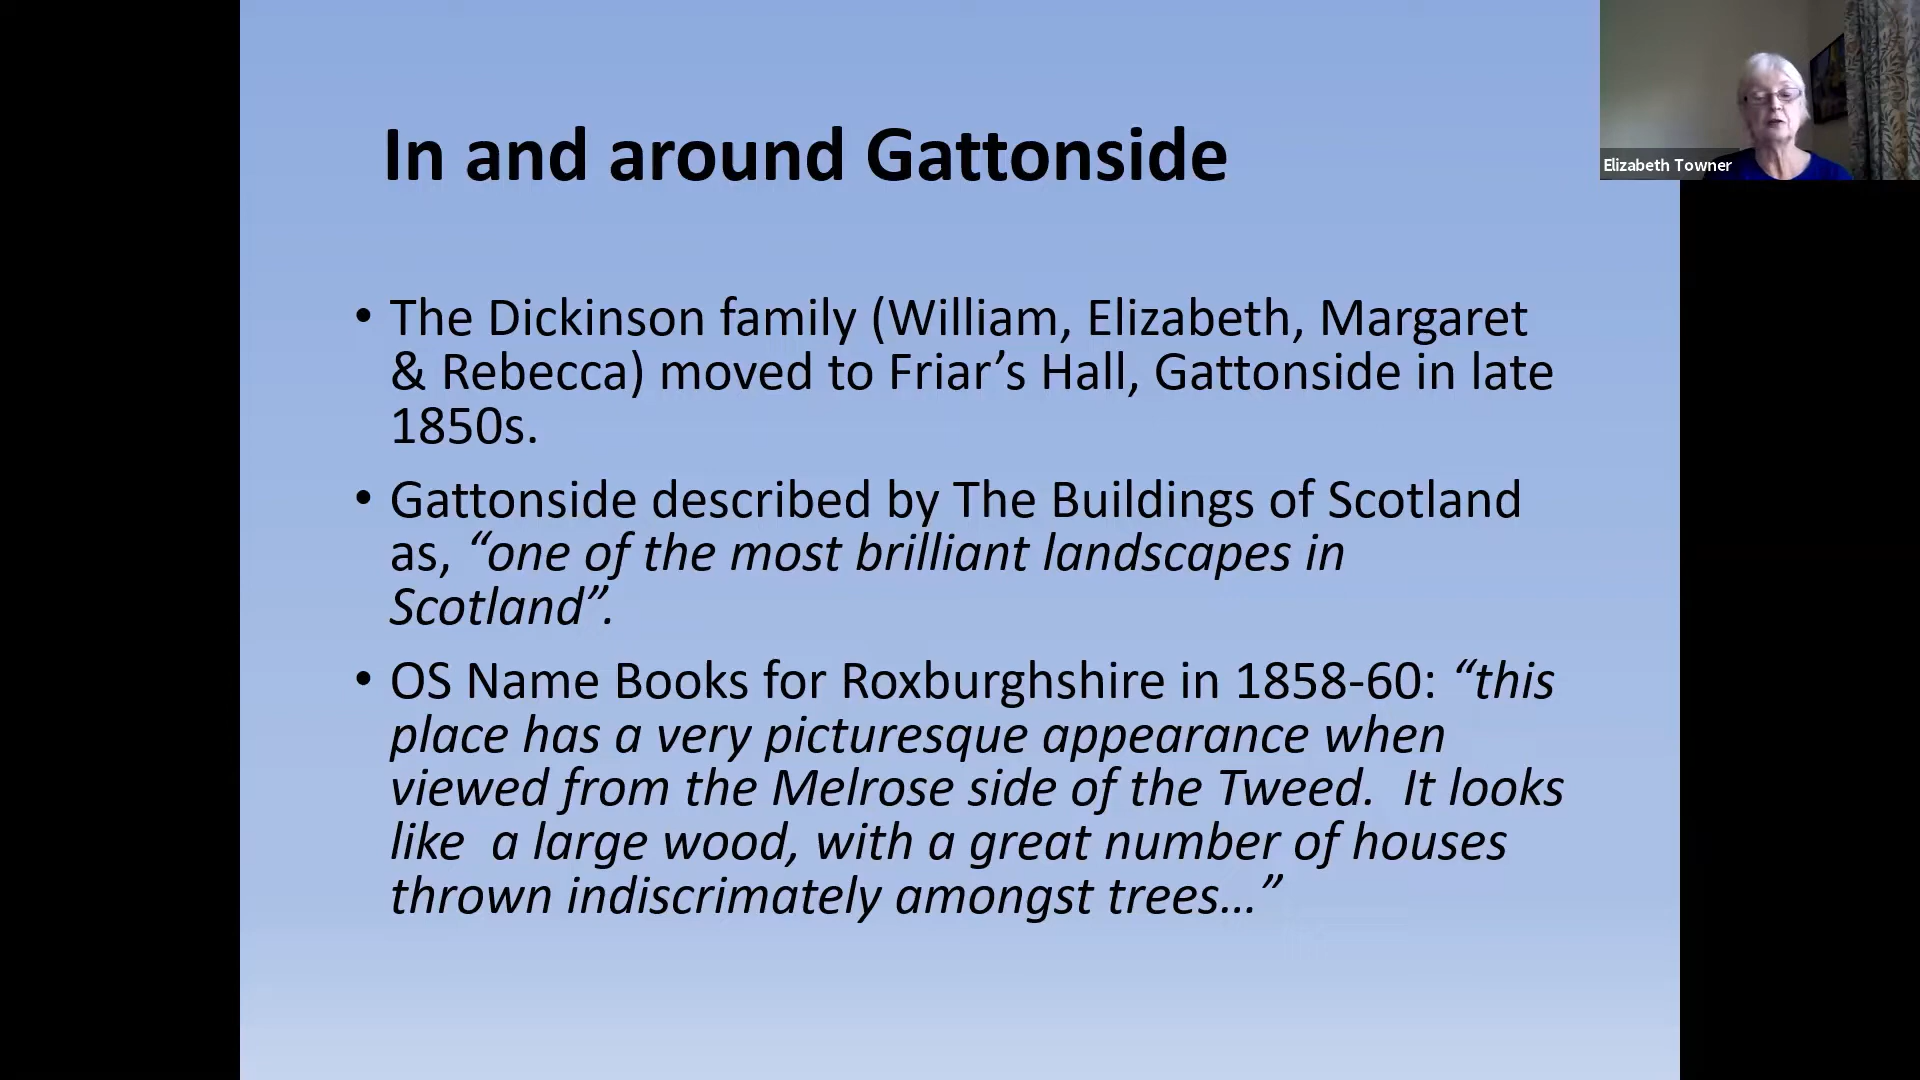 In and around Gattonside
Elizabeth Towner
• The Dickinson family (William, Elizabeth, Margaret
& Rebecca) moved to Friar’s Hall, Gattonside in late
1850s.
• Gattonside described by The Buildings of Scotland
as, “one of the most brilliant landscapes in
Scotland”.
• OS Name Books for Roxburghshire in 1858-60: “this
place has a very picturesque appearance when
viewed from the Melrose side of the Tweed.  It looks
like  a large wood, with a great number of houses
thrown indiscrimately amongst trees…”